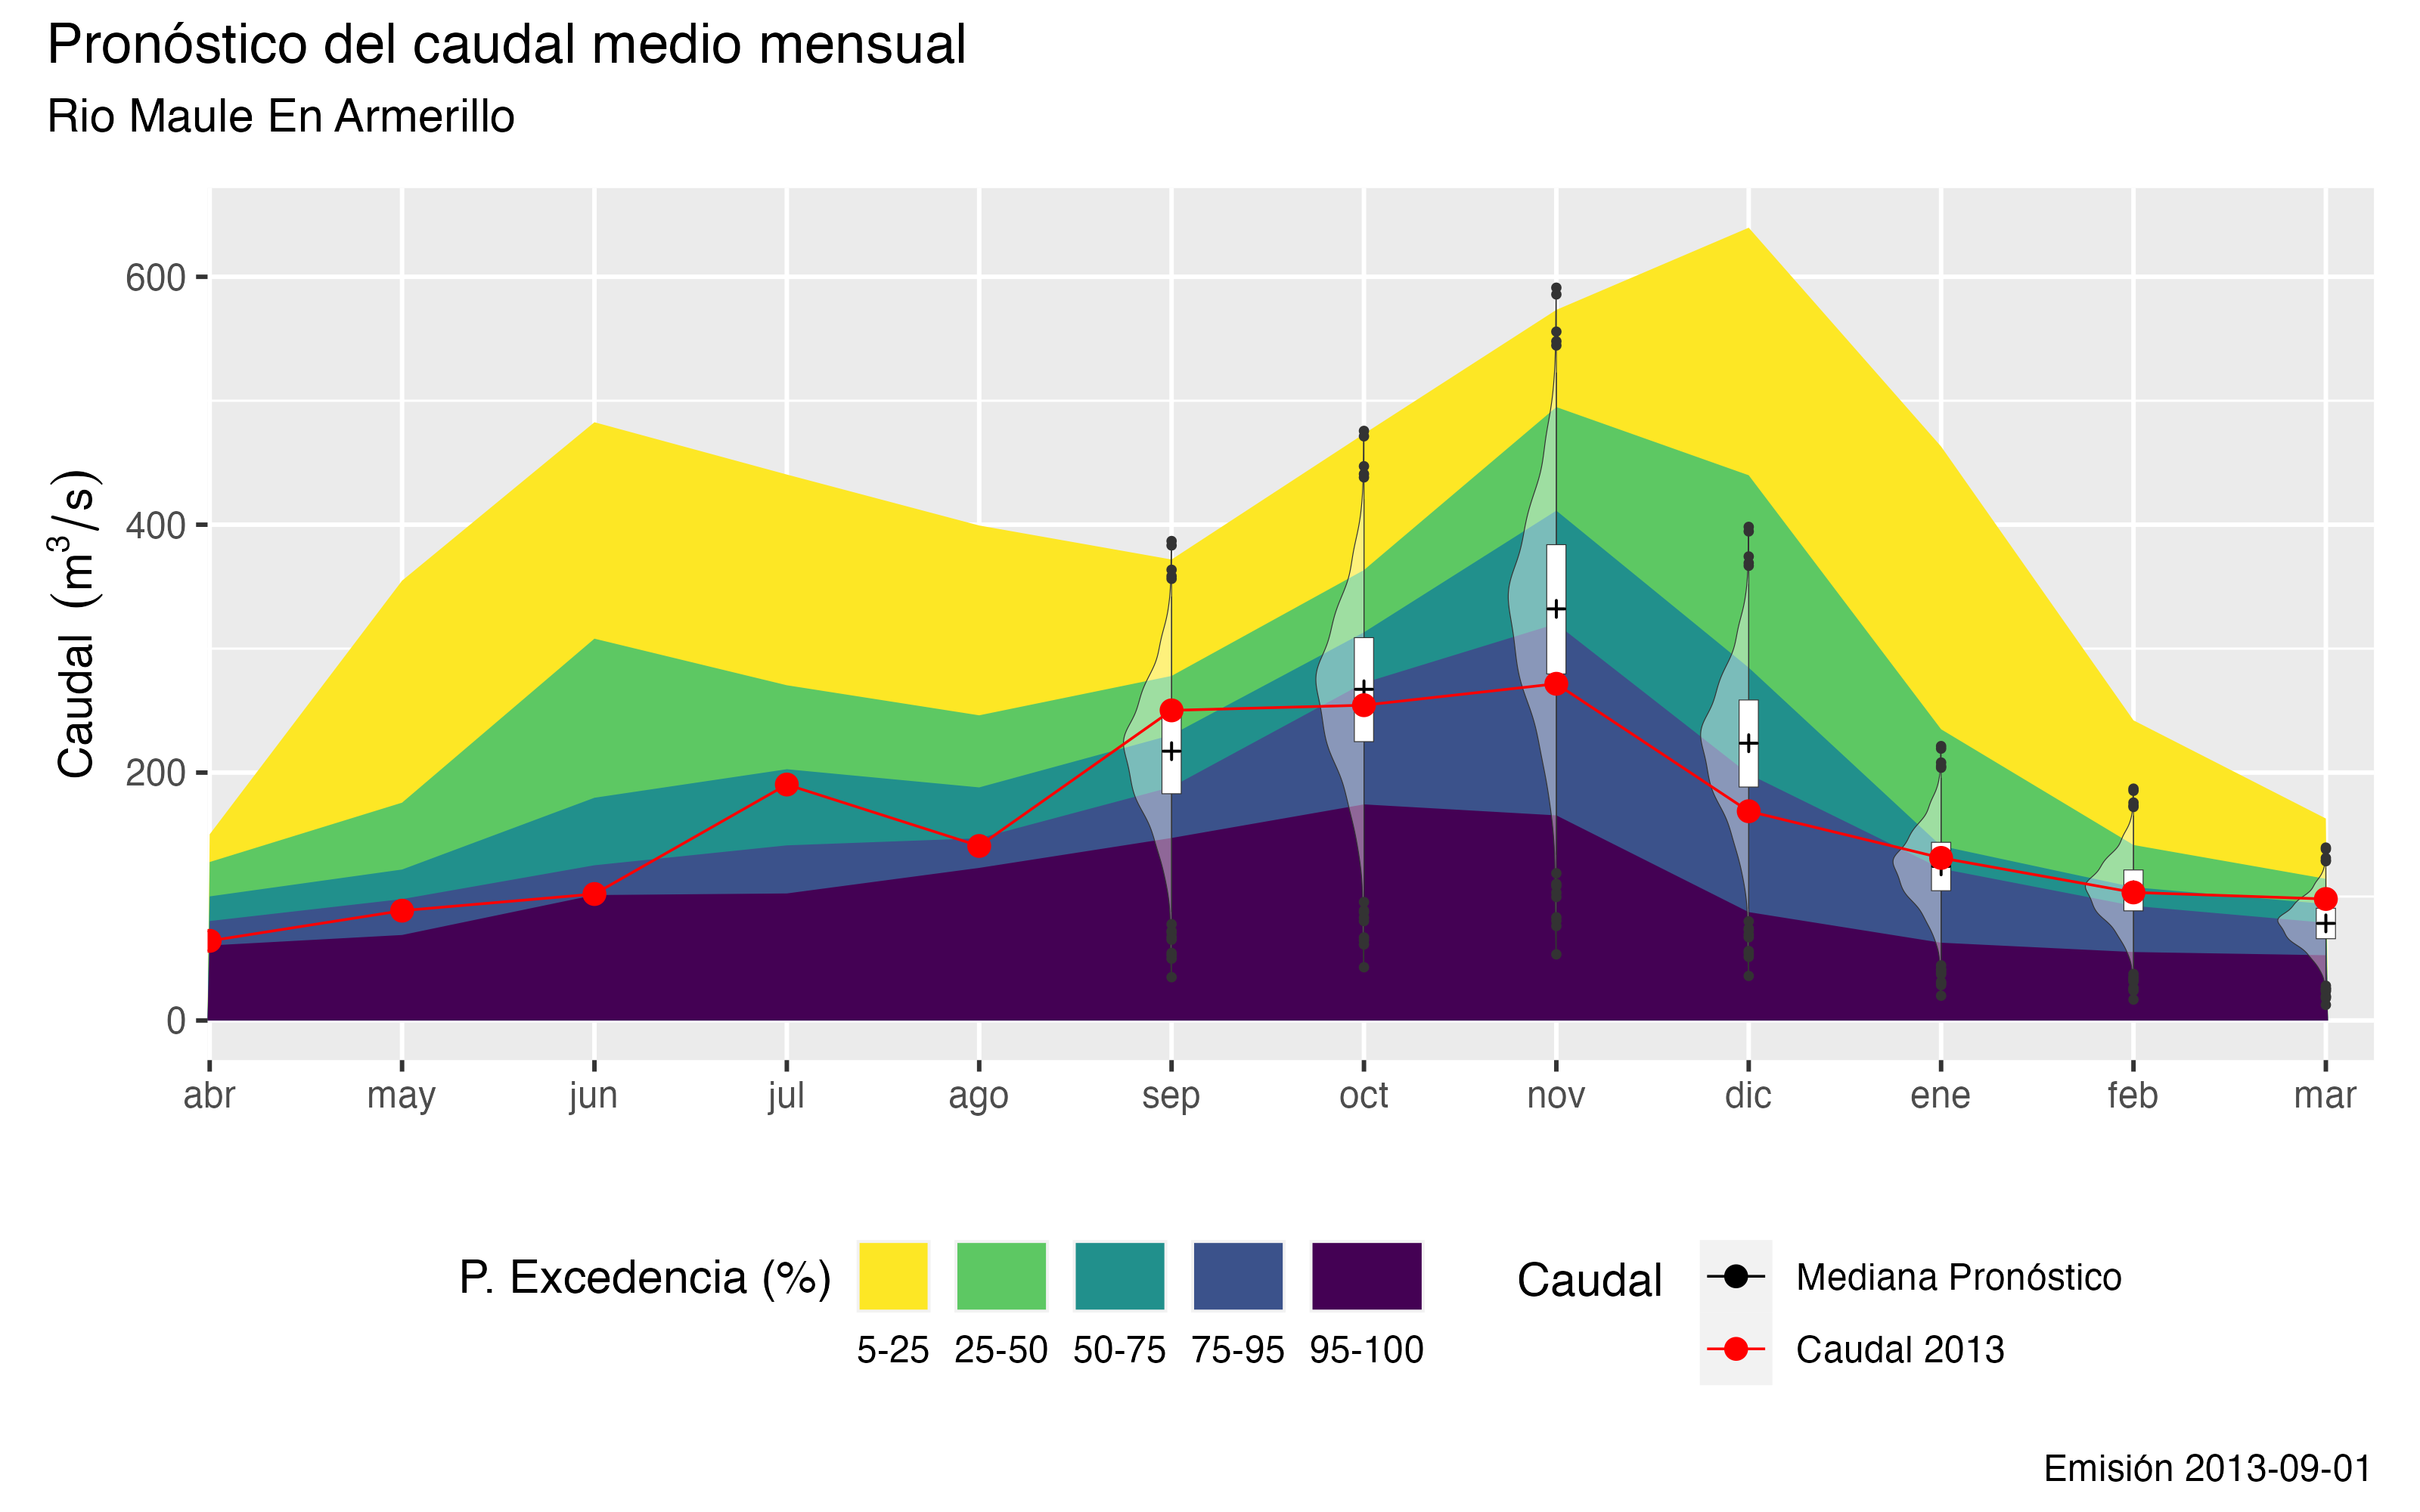 Pronóstico del caudal medio mensual
Rio Maule En Armerillo
Caudal (m³/s)
600
400
200
0
abr may jun jul ago sep oct nov dic ene feb mar
P. Excedencia (%)
5-25 25-50 50-75 75-95 95-100
Caudal
Mediana Pronóstico
Caudal 2013
Emisión 2013-09-01